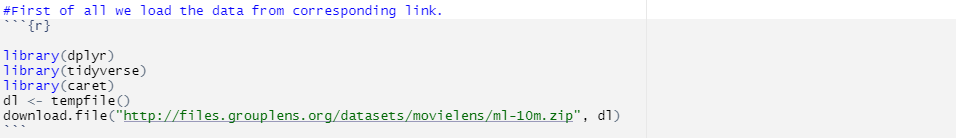 #First of all we load the data from corresponding link.
```{r}
library(dplyr)
library(tidyverse)
library(caret)
dl <- tempfile()
download.file("http://files.grouplens.org/datasets/movielens/ml-10m.zip", dl)
```